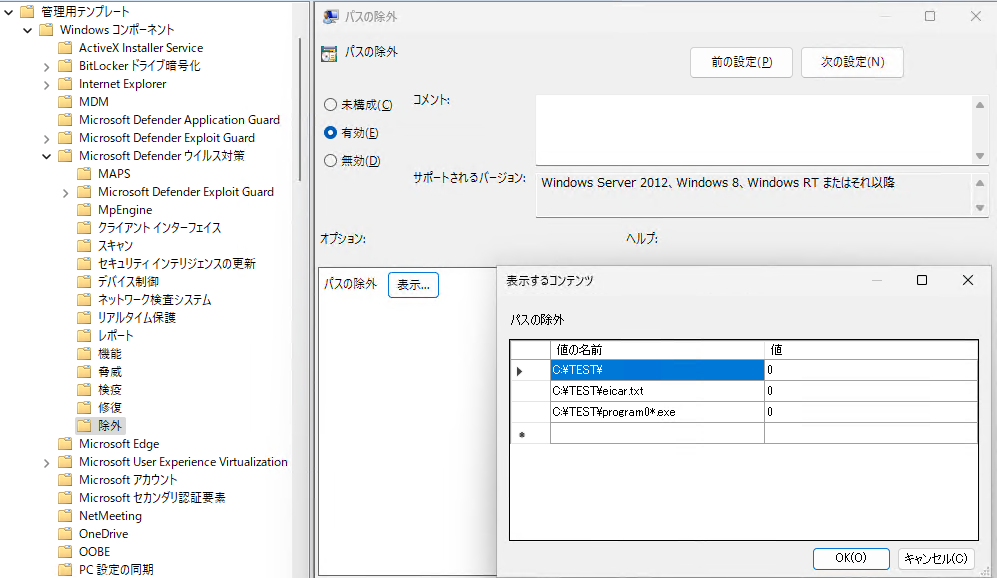 管理用テンプレート
Windows コンポーネント
ActiveX Installer Service
BitLocker ドライブ暗号化
Internet Explorer
MDM
Microsoft Defender Application Guard
Microsoft Defender Exploit Guard
Microsoft Defender ウイルス対策
MAPS
Microsoft Defender Exploit Guard
MpEngine
クライアント インターフェイス
スキャン
セキュリティ インテリジェンスの更新
デバイス制御
ネットワーク検査システム
リアルタイム保護
レポート
機能
脅威
検疫
修復
除外
Microsoft Edge
Microsoft User Experience Virtualization
Microsoft アカウント
Microsoft セカンダリ認証要素
NetMeeting
OneDrive
OOBE
PC 設定の同期
パスの除外
パスの除外
前の設定(P)
次の設定(N)
未構成(C)
コメント:
有効(E)
無効(D)
サポートされるバージョン:
Windows Server 2012、Windows 8、Windows RT またはそれ以降
オプション:
ヘルプ:
パスの除外
表示...
表示するコンテンツ
パスの除外
値の名前 値
C:¥TEST¥ 0
C:¥TEST¥eicar.txt 0
C:¥TEST¥program0*.exe 0
OK(O)
キャンセル(C)